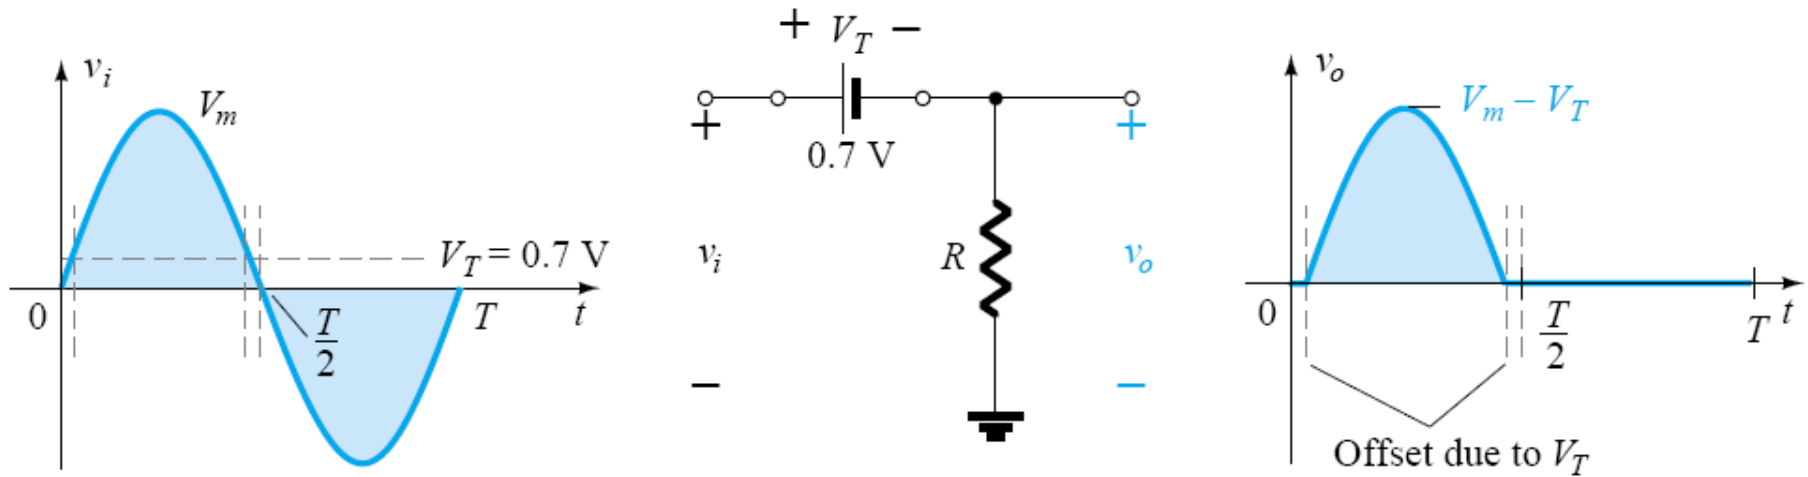 v_i
V_m
V_T = 0.7 V
0
T/2
T
t
+ V_T −
+
0.7 V
+
v_i
R
v_o
−
−
v_o
V_m − V_T
0
T/2
T
t
Offset due to V_T